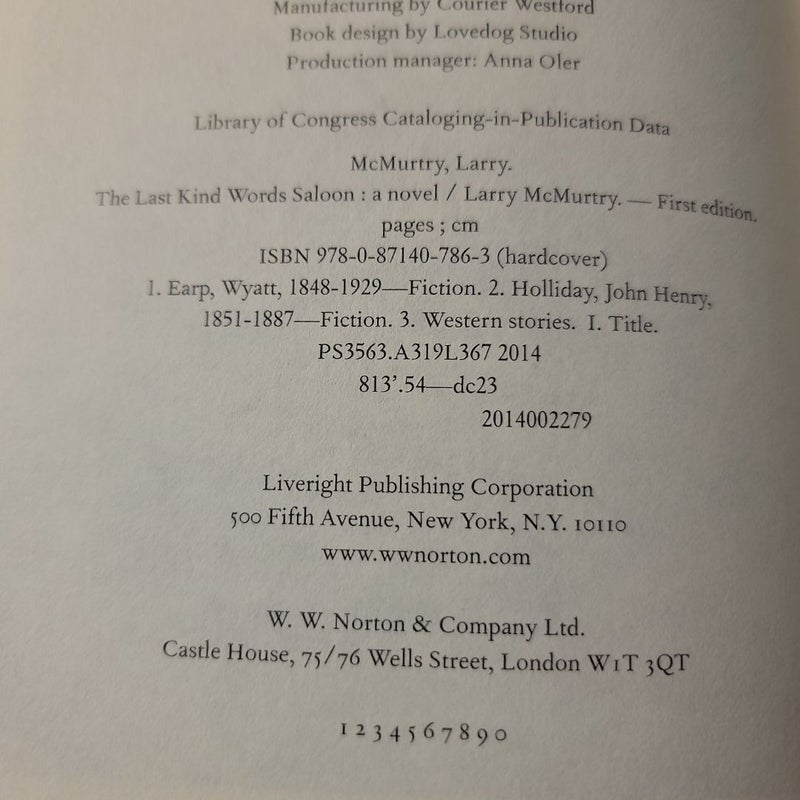 Manufacturing by Courier Westford
Book design by Lovedog Studio
Production manager: Anna Oler
Library of Congress Cataloging-in-Publication Data
McMurtry, Larry.
The Last Kind Words Saloon : a novel / Larry McMurtry. — First edition.
pages ; cm
ISBN 978-0-87140-786-3 (hardcover)
1. Earp, Wyatt, 1848-1929—Fiction. 2. Holliday, John Henry,
1851-1887—Fiction. 3. Western stories. I. Title.
PS3563.A319L367 2014
813’.54—dc23
2014002279
Liveright Publishing Corporation
500 Fifth Avenue, New York, N.Y. 10110
www.wwnorton.com
W. W. Norton & Company Ltd.
Castle House, 75/76 Wells Street, London W1T 3QT
1 2 3 4 5 6 7 8 9 0